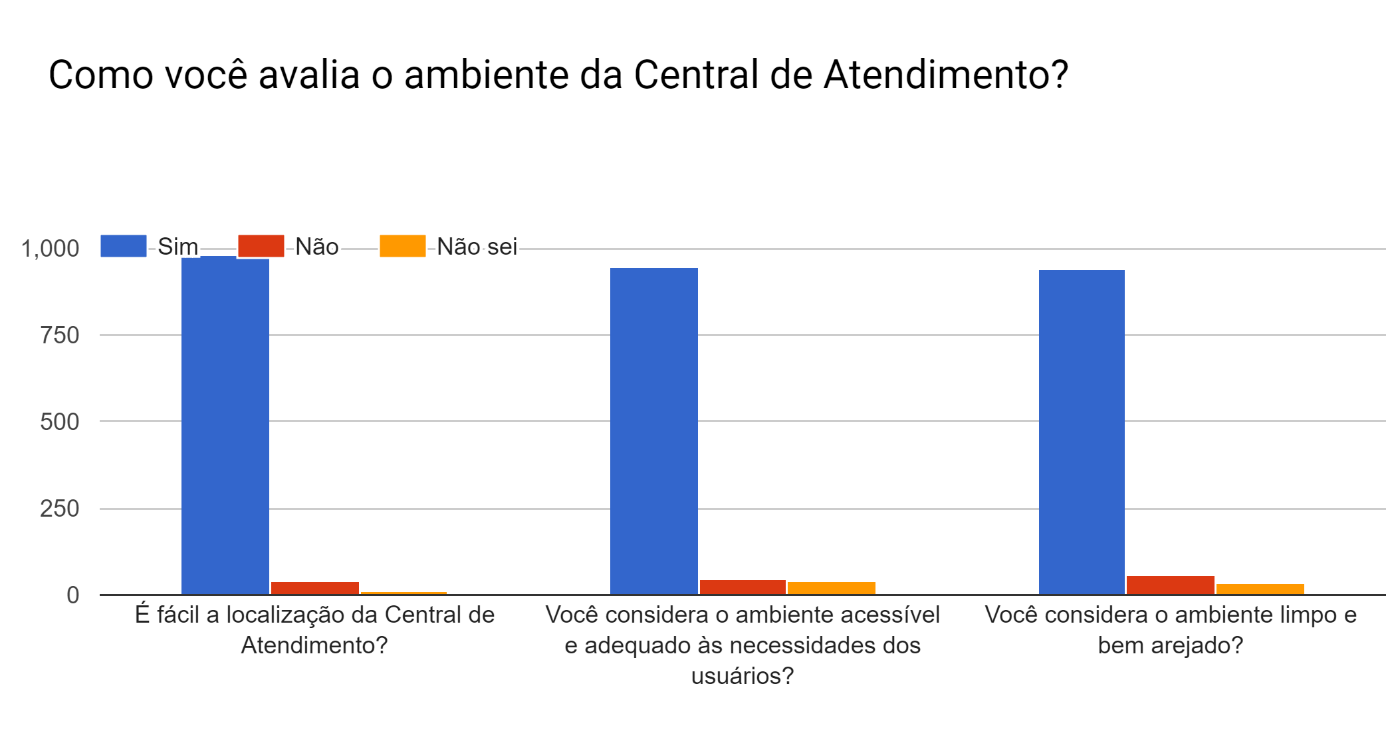 Como você avalia o ambiente da Central de Atendimento?
1,000
Sim
Não
Não sei
750
500
250
0
É fácil a localização da Central de
Atendimento?
Você considera o ambiente acessível
e adequado às necessidades dos
usuários?
Você considera o ambiente limpo e
bem arejado?